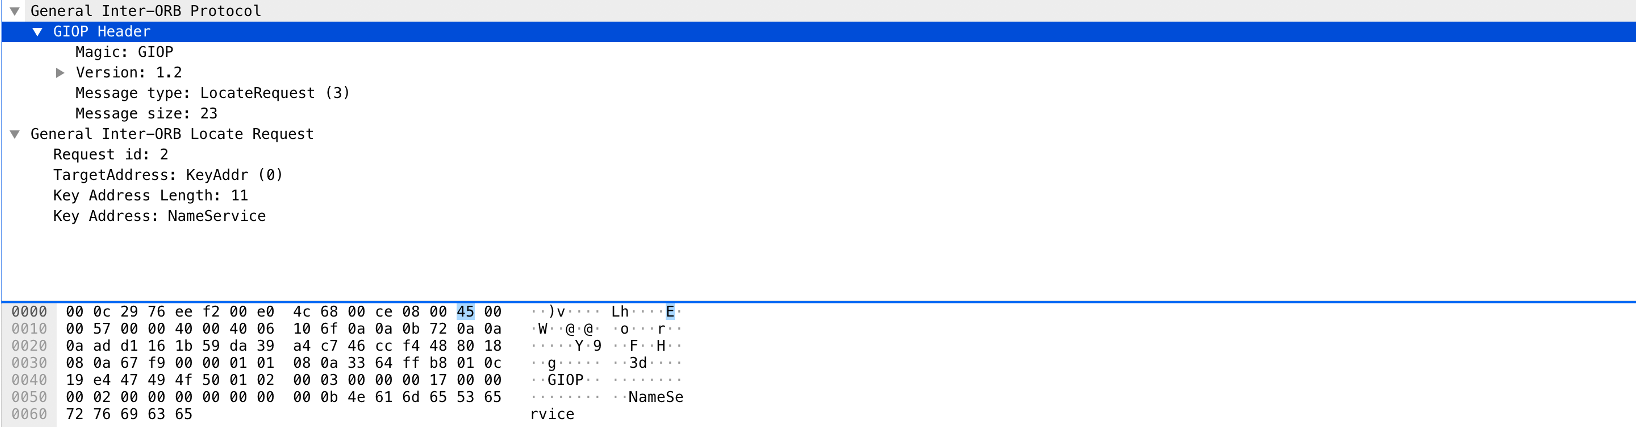 General Inter-ORB Protocol
GIOP Header
Magic: GIOP
Version: 1.2
Message type: LocateRequest (3)
Message size: 23
General Inter-ORB Locate Request
Request id: 2
TargetAddress: KeyAddr (0)
Key Address Length: 11
Key Address: NameService
0000 00 0c 29 76 ee f2 00 e0 4c 68 00 ce 08 00 45 00 ··)v···· Lh····E·
0010 00 57 00 00 40 00 40 06 10 6f 0a 0a 0b 72 0a 0a ·W··@·@· ·o···r··
0020 0a ad d1 16 1b 59 da 39 a4 c7 46 cc f4 48 80 18 ·····Y·9 ··F··H··
0030 08 0a 67 f9 00 00 01 01 08 0a 33 64 ff b8 01 0c ··g····· ··3d····
0040 19 e4 47 49 4f 50 01 02 00 03 00 00 00 17 00 00 ··GIOP·· ········
0050 00 02 00 00 00 00 00 00 00 0b 4e 61 6d 65 53 65 ········ ··NameSe
0060 72 76 69 63 65 rvice